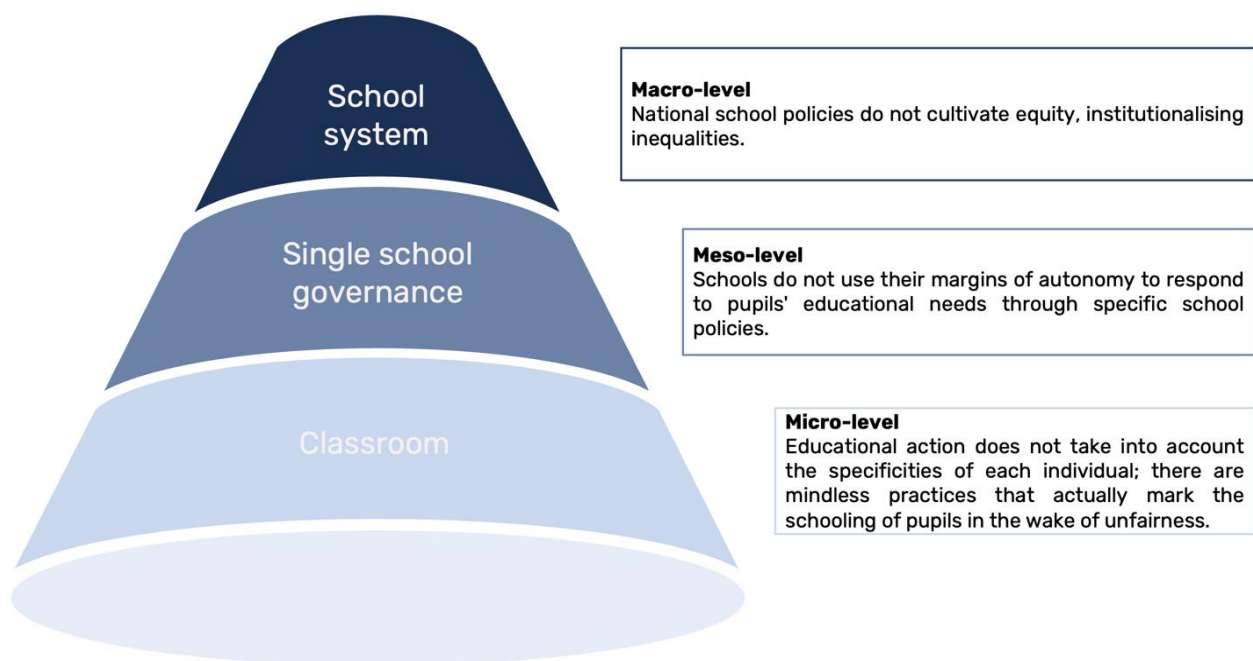 School
system
Macro-level
National school policies do not cultivate equity, institutionalising
inequalities.
Single school
governance
Meso-level
Schools do not use their margins of autonomy to respond
to pupils' educational needs through specific school
policies.
Classroom
Micro-level
Educational action does not take into account
the specificities of each individual; there are
mindless practices that actually mark the
schooling of pupils in the wake of unfairness.